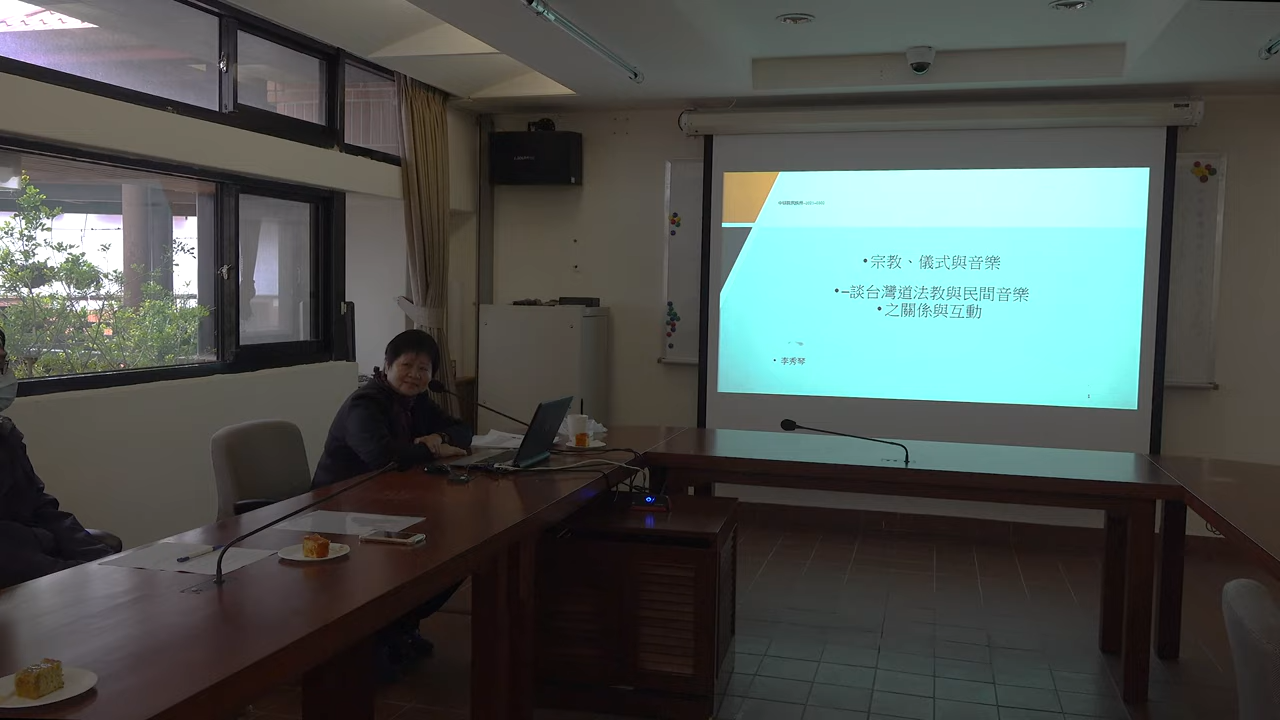 •宗教、儀式與音樂
•–談台灣道法教與民間音樂
•之關係與互動
• 李秀琴